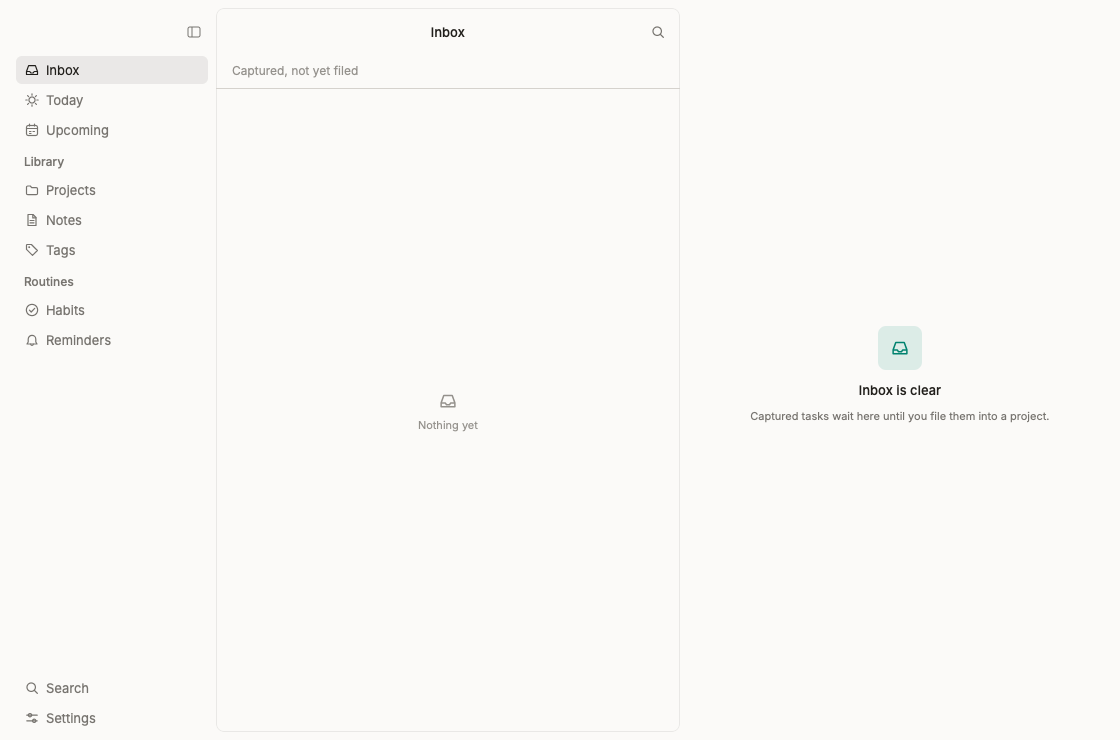 Inbox
Today
Upcoming
Library
Projects
Notes
Tags
Routines
Habits
Reminders
Search
Settings
Inbox
Captured, not yet filed
Nothing yet
Inbox is clear
Captured tasks wait here until you file them into a project.